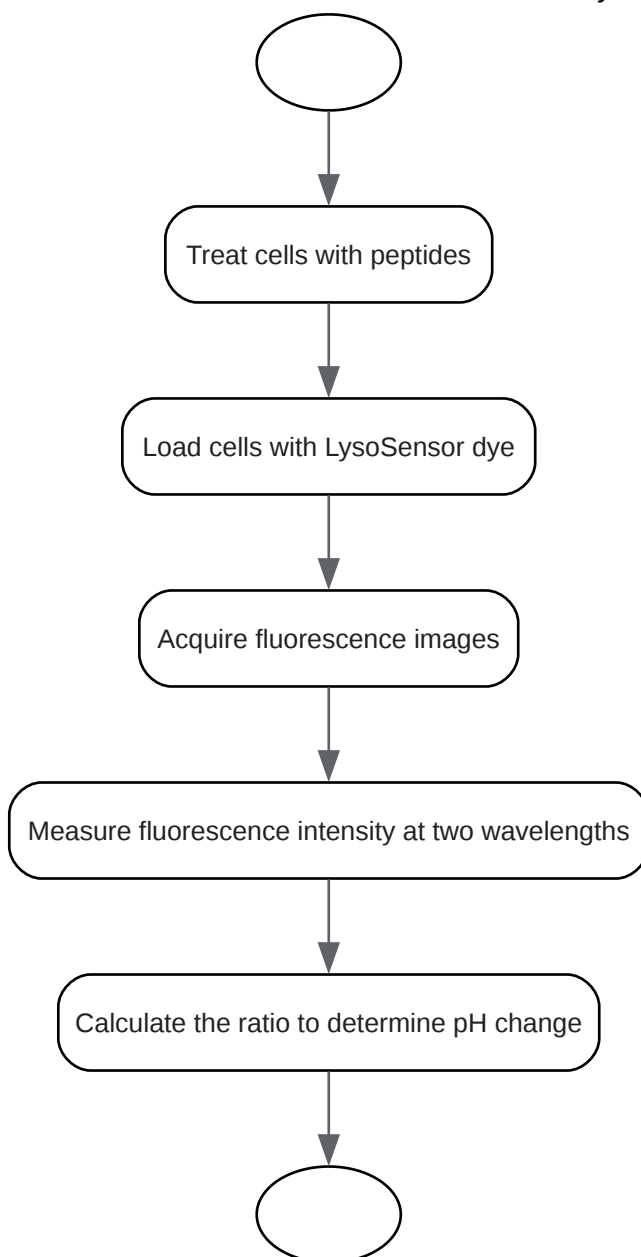 Treat cells with peptides
Load cells with LysoSensor dye
Acquire fluorescence images
Measure fluorescence intensity at two wavelengths
Calculate the ratio to determine pH change